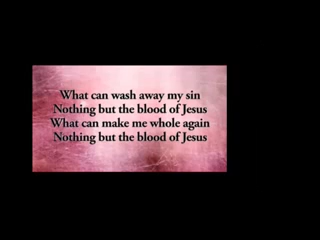 What can wash away my sin
Nothing but the blood of Jesus
What can make me whole again
Nothing but the blood of Jesus